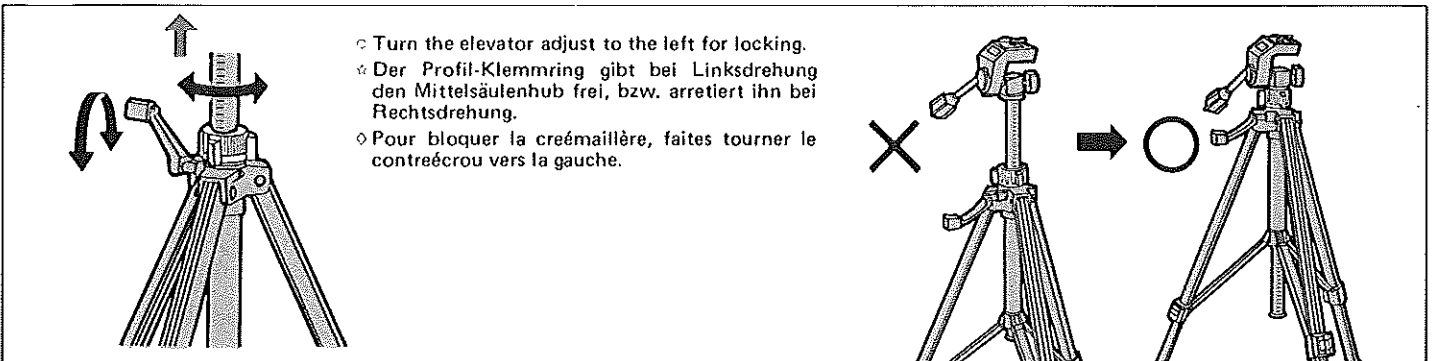 ○ Turn the elevator adjust to the left for locking.
☆ Der Profil-Klemmring gibt bei Linksdrehung
den Mittelsäulenhub frei, bzw. arretiert ihn bei
Rechtsdrehung.
◇ Pour bloquer la creémaillère, faites tourner le
contreécrou vers la gauche.